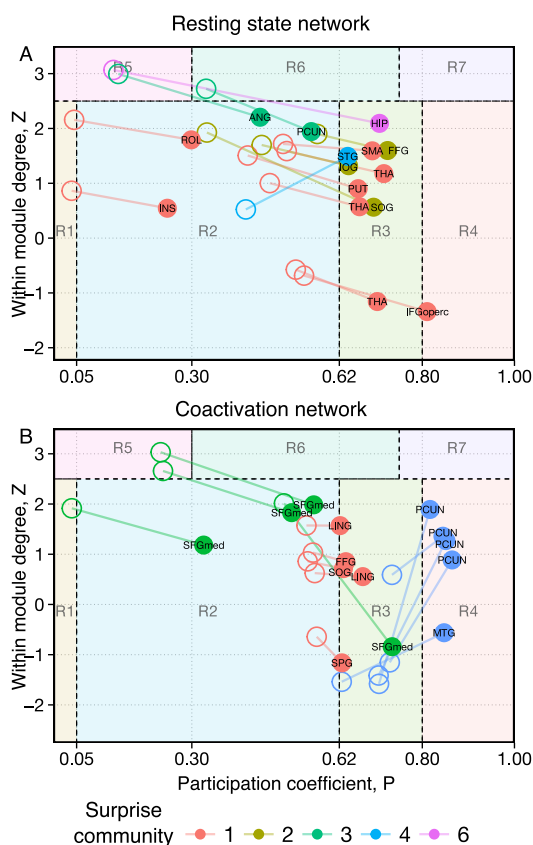 Resting state network
A
R5
R6
R7
3
2
1
0
−1
−2
Within module degree, Z
ANG
PCUN
HIP
ROL
STG
IOG
SMA
FFG
THA
PUT
INS
THA
SOG
R1
R2
R3
R4
THA
IFGoperc
0.05
0.30
0.62
0.80
1.00
Coactivation network
B
R5
R6
R7
3
2
1
0
−1
−2
Within module degree, Z
SFGmed
SFGmed
PCUN
LING
PCUN
SFGmed
PCUN
FFG
PCUN
SOG
LING
R1
R2
R3
R4
MTG
SFGmed
SPG
0.05
0.30
0.62
0.80
1.00
Participation coefficient, P
Surprise
community
1 2 3 4 6